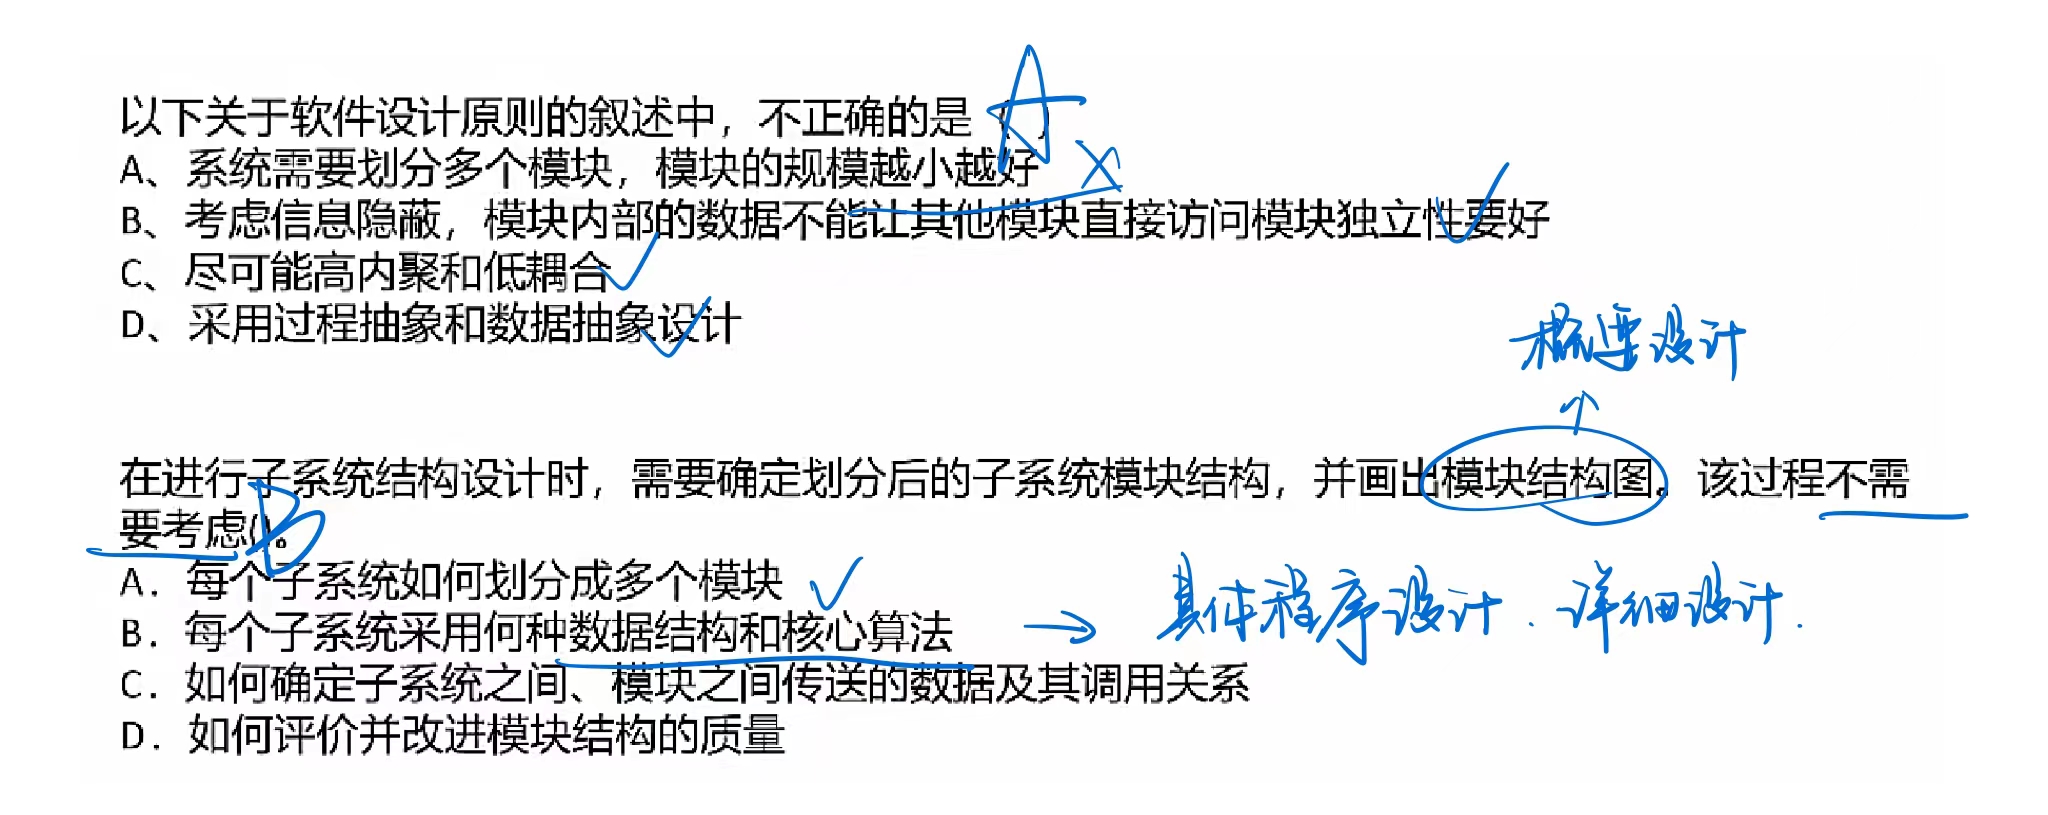 以下关于软件设计原则的叙述中，不正确的是（ ）
A
A、系统需要划分多个模块，模块的规模越小越好
B、考虑信息隐蔽，模块内部的数据不能让其他模块直接访问模块独立性要好
C、尽可能高内聚和低耦合
D、采用过程抽象和数据抽象设计
概要设计
在进行子系统结构设计时，需要确定划分后的子系统模块结构，并画出模块结构图。该过程不需
要考虑()。
B
A. 每个子系统如何划分成多个模块
B. 每个子系统采用何种数据结构和核心算法
→ 具体程序设计. 详细设计.
C. 如何确定子系统之间、模块之间传送的数据及其调用关系
D. 如何评价并改进模块结构的质量